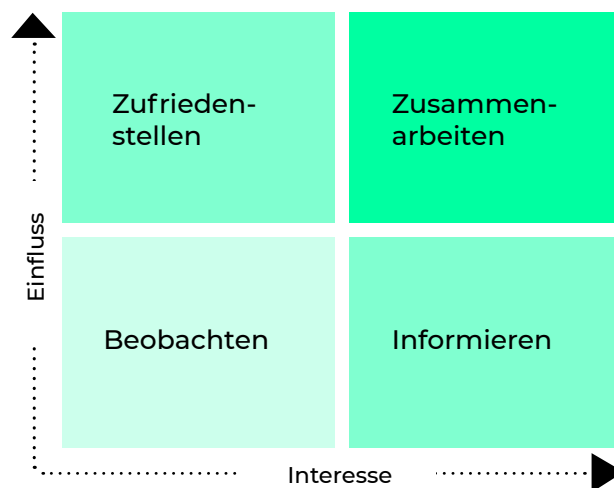 Zufrieden-
stellen
Zusammen-
arbeiten
Einfluss
Beobachten
Informieren
Interesse